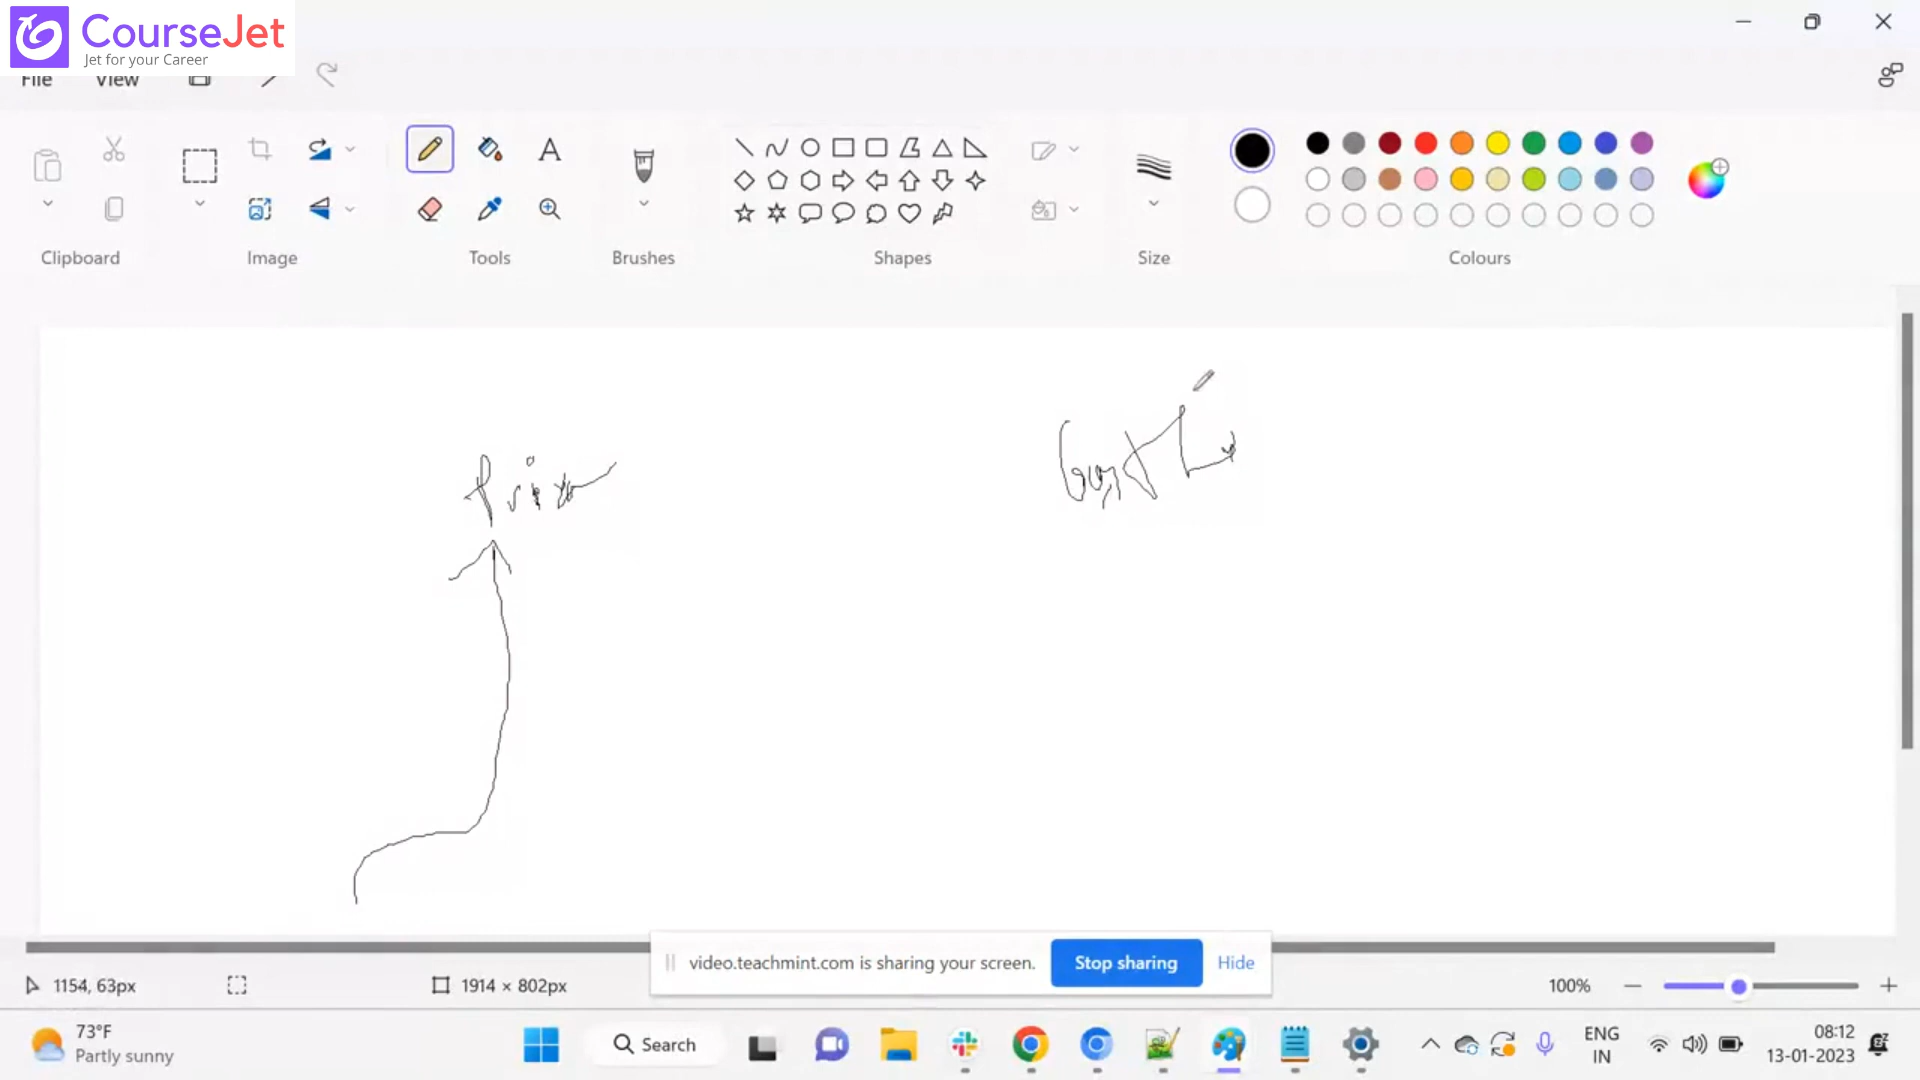 CourseJet
Jet for your Career
File View
Clipboard Image Tools Brushes Shapes Size Colours
video.teachmint.com is sharing your screen. Stop sharing Hide
1154, 63px 1914 × 802px 100%
73°F
Partly sunny
Search
ENG
IN
08:12
13-01-2023